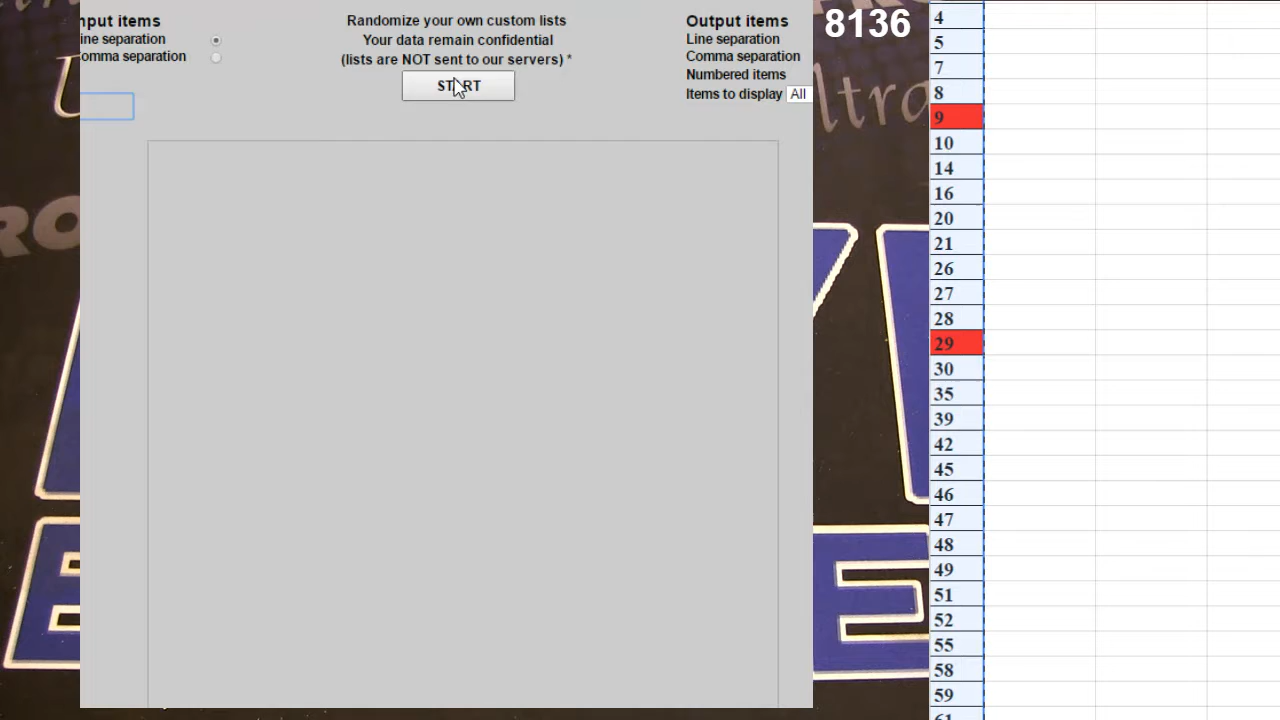 nput items
ine separation
omma separation
Randomize your own custom lists
Your data remain confidential
(lists are NOT sent to our servers) *
START
Output items
Line separation
Comma separation
Numbered items
Items to display All
8136
ltra
RO
E
4
5
7
8
9
10
14
16
20
21
26
27
28
29
30
35
39
42
45
46
47
48
49
51
52
55
58
59
61